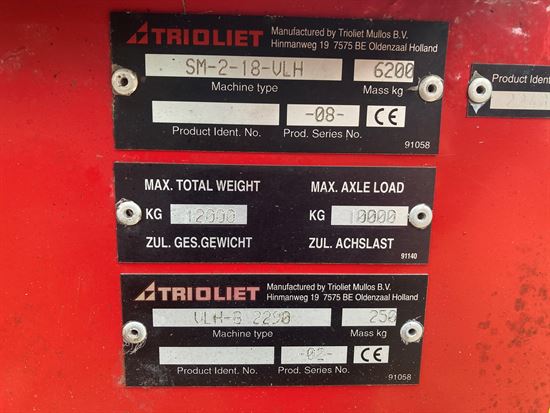 TRIOLIET Manufactured by Trioliet Mullos B.V.
Hinmanweg 19 7575 BE Oldenzaal Holland
SM-2-18-VLH 6200
Machine type Mass kg
-08- CE
Product Ident. No. Prod. Series No.
91058
Product Ident
MAX. TOTAL WEIGHT MAX. AXLE LOAD
KG 12000 KG 10000
ZUL. GES.GEWICHT ZUL. ACHSLAST
91140
TRIOLIET Manufactured by Trioliet Mullos B.V.
Hinmanweg 19 7575 BE Oldenzaal Holland
VLH-G 2290 250
Machine type Mass kg
-02- CE
Product Ident. No. Prod. Series No.
91058